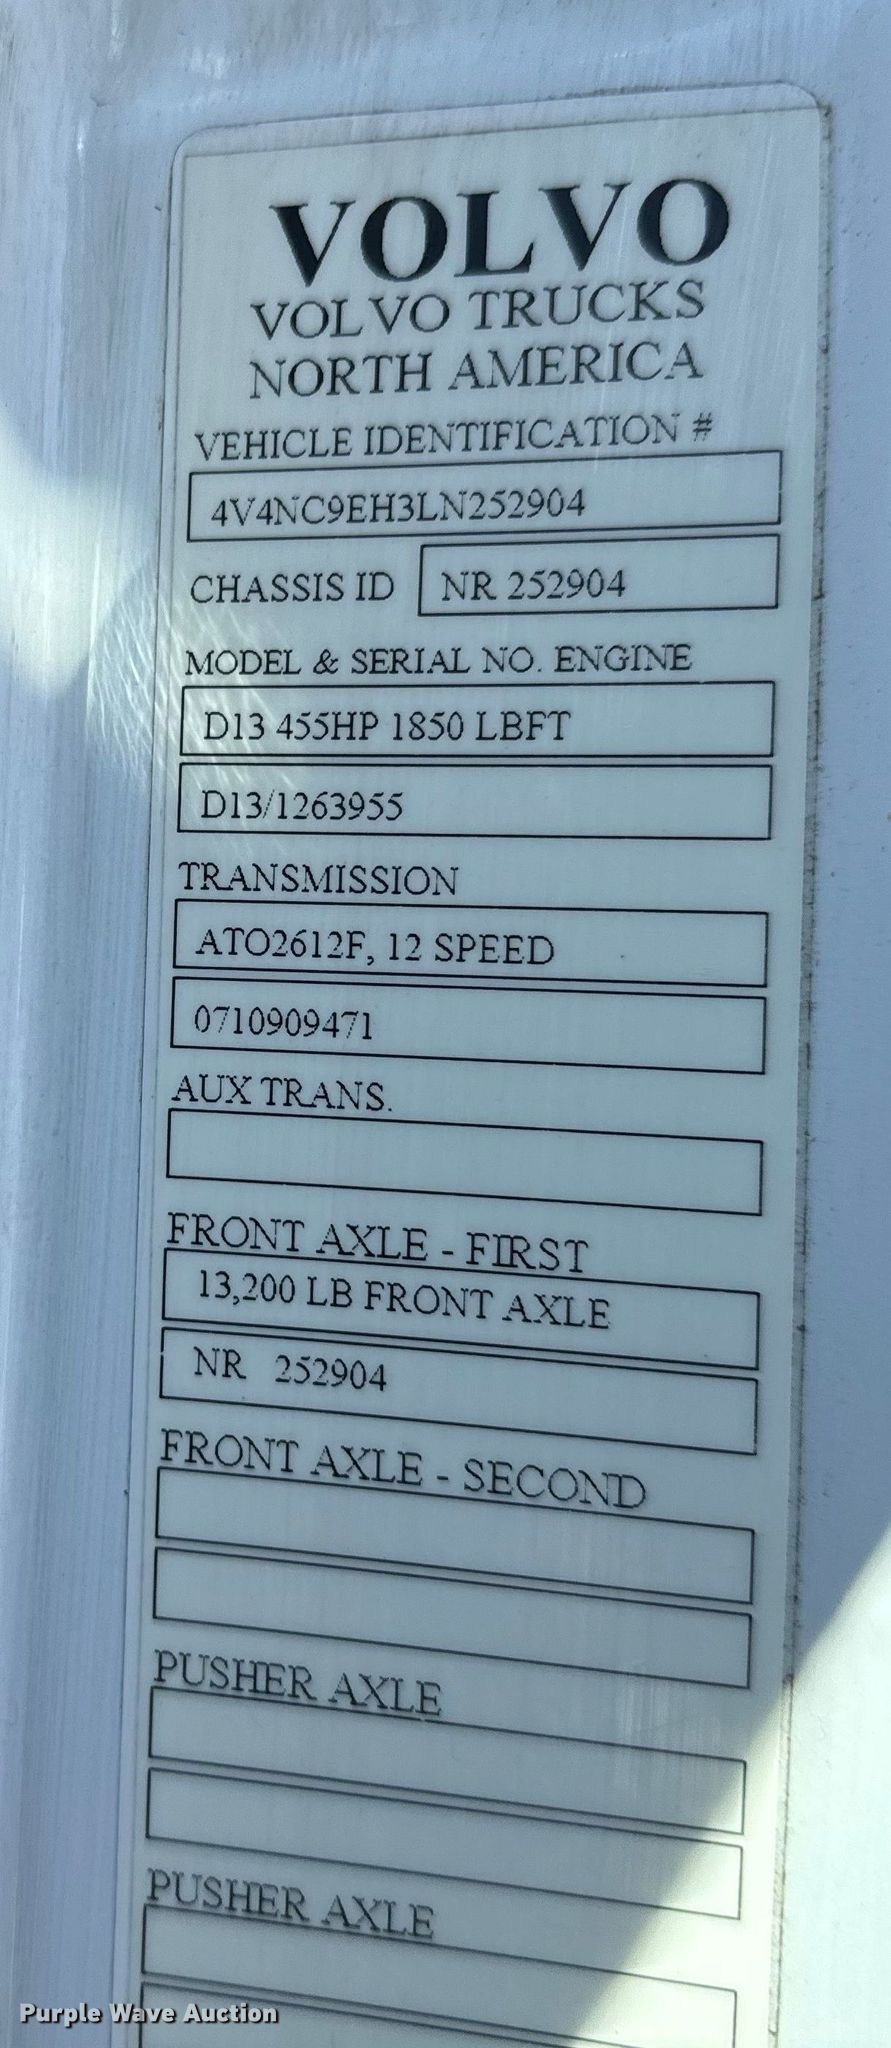 VOLVO
VOLVO TRUCKS
NORTH AMERICA
VEHICLE IDENTIFICATION #
4V4NC9EH3LN252904
CHASSIS ID NR 252904
MODEL & SERIAL NO. ENGINE
D13 455HP 1850 LBFT
D13/1263955
TRANSMISSION
ATO2612F, 12 SPEED
0710909471
AUX TRANS.
FRONT AXLE - FIRST
13,200 LB FRONT AXLE
NR 252904
FRONT AXLE - SECOND
PUSHER AXLE
PUSHER AXLE
Purple Wave Auction